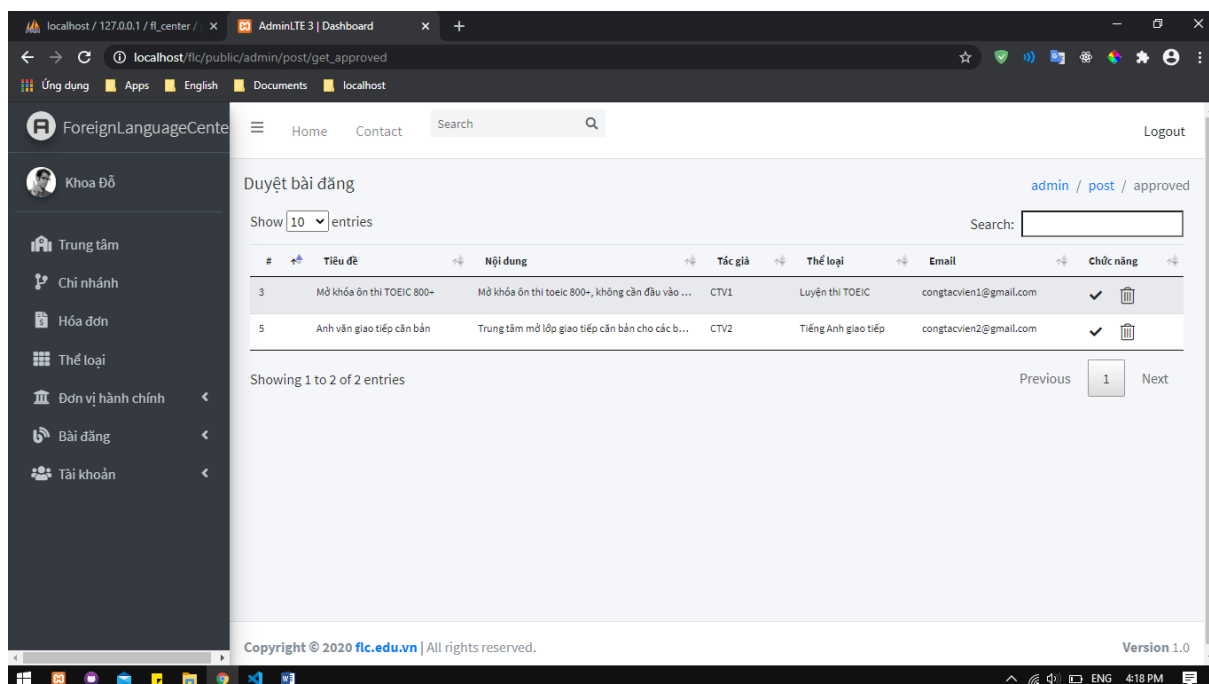 localhost / 127.0.0.1 / fl_center /
AdminLTE 3 | Dashboard
localhost/flc/public/admin/post/get_approved
Ứng dụng Apps English Documents localhost
ForeignLanguageCente
Home Contact Search Logout
Khoa Đỗ
Duyệt bài đăng admin / post / approved
Show 10 entries Search:
# Tiêu đề Nội dung Tác giả Thể loại Email Chức năng
3 Mở khóa ôn thi TOEIC 800+ Mở khóa ôn thi toeic 800+, không cần đầu vào ... CTV1 Luyện thi TOEIC congtacvien1@gmail.com
5 Anh văn giao tiếp căn bản Trung tâm mở lớp giao tiếp căn bản cho các b... CTV2 Tiếng Anh giao tiếp congtacvien2@gmail.com
Showing 1 to 2 of 2 entries Previous 1 Next
Trung tâm
Chi nhánh
Hóa đơn
Thể loại
Đơn vị hành chính
Bài đăng
Tài khoản
Copyright © 2020 flc.edu.vn | All rights reserved. Version 1.0
ENG 4:18 PM